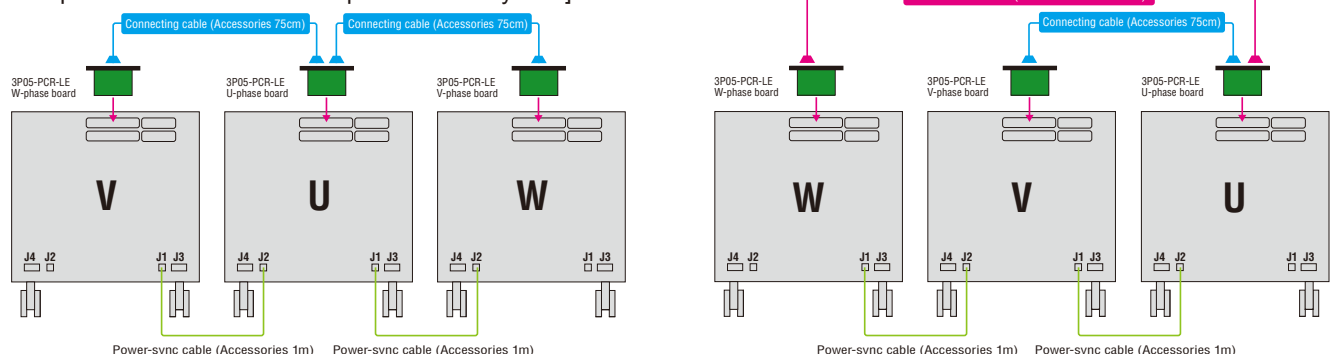 Connecting cable (Accessories 75cm) Connecting cable (Accessories 75cm)
3P05-PCR-LE
W-phase board
3P05-PCR-LE
U-phase board
3P05-PCR-LE
V-phase board
V U W
J4 J2 J1 J3 J4 J2 J1 J3 J4 J2 J1 J3
Power-sync cable (Accessories 1m) Power-sync cable (Accessories 1m)
Connecting cable (Accessories 75cm)
3P05-PCR-LE
W-phase board
3P05-PCR-LE
V-phase board
3P05-PCR-LE
U-phase board
W V U
J4 J2 J1 J3 J4 J2 J1 J3 J4 J2 J1 J3
Power-sync cable (Accessories 1m) Power-sync cable (Accessories 1m)